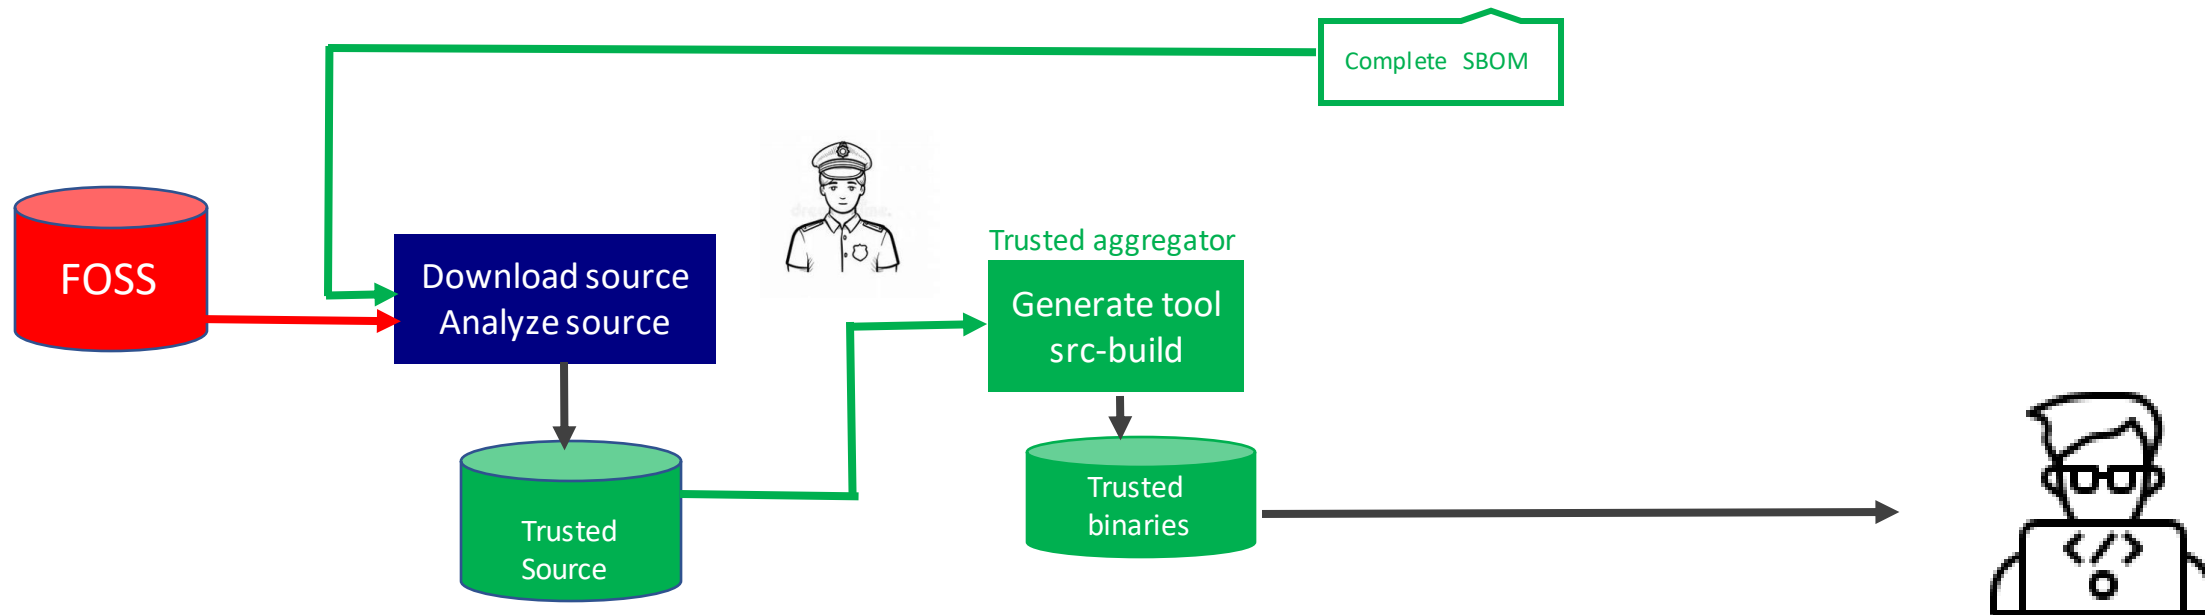 Complete SBOM
FOSS
Download source
Analyze source
Trusted aggregator
Generate tool
src-build
Trusted
Source
Trusted
binaries
</>